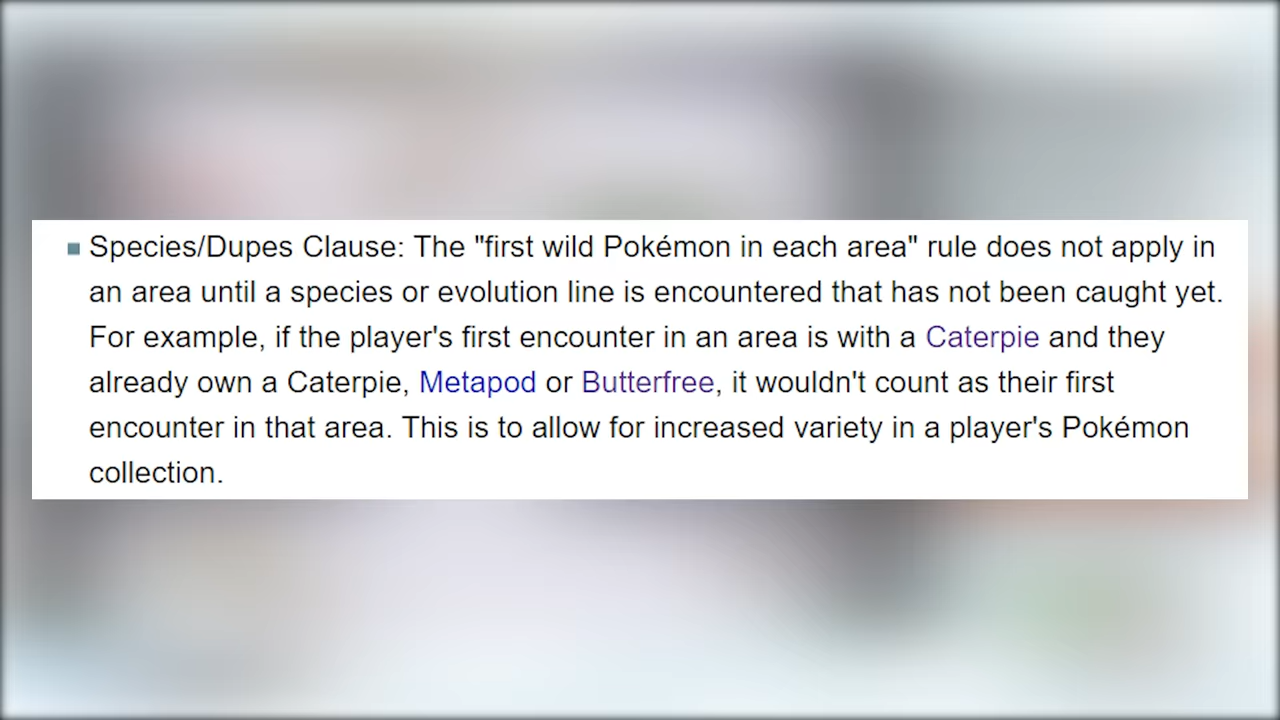 Species/Dupes Clause: The "first wild Pokémon in each area" rule does not apply in
an area until a species or evolution line is encountered that has not been caught yet.
For example, if the player's first encounter in an area is with a Caterpie and they
already own a Caterpie, Metapod or Butterfree, it wouldn't count as their first
encounter in that area. This is to allow for increased variety in a player's Pokémon
collection.